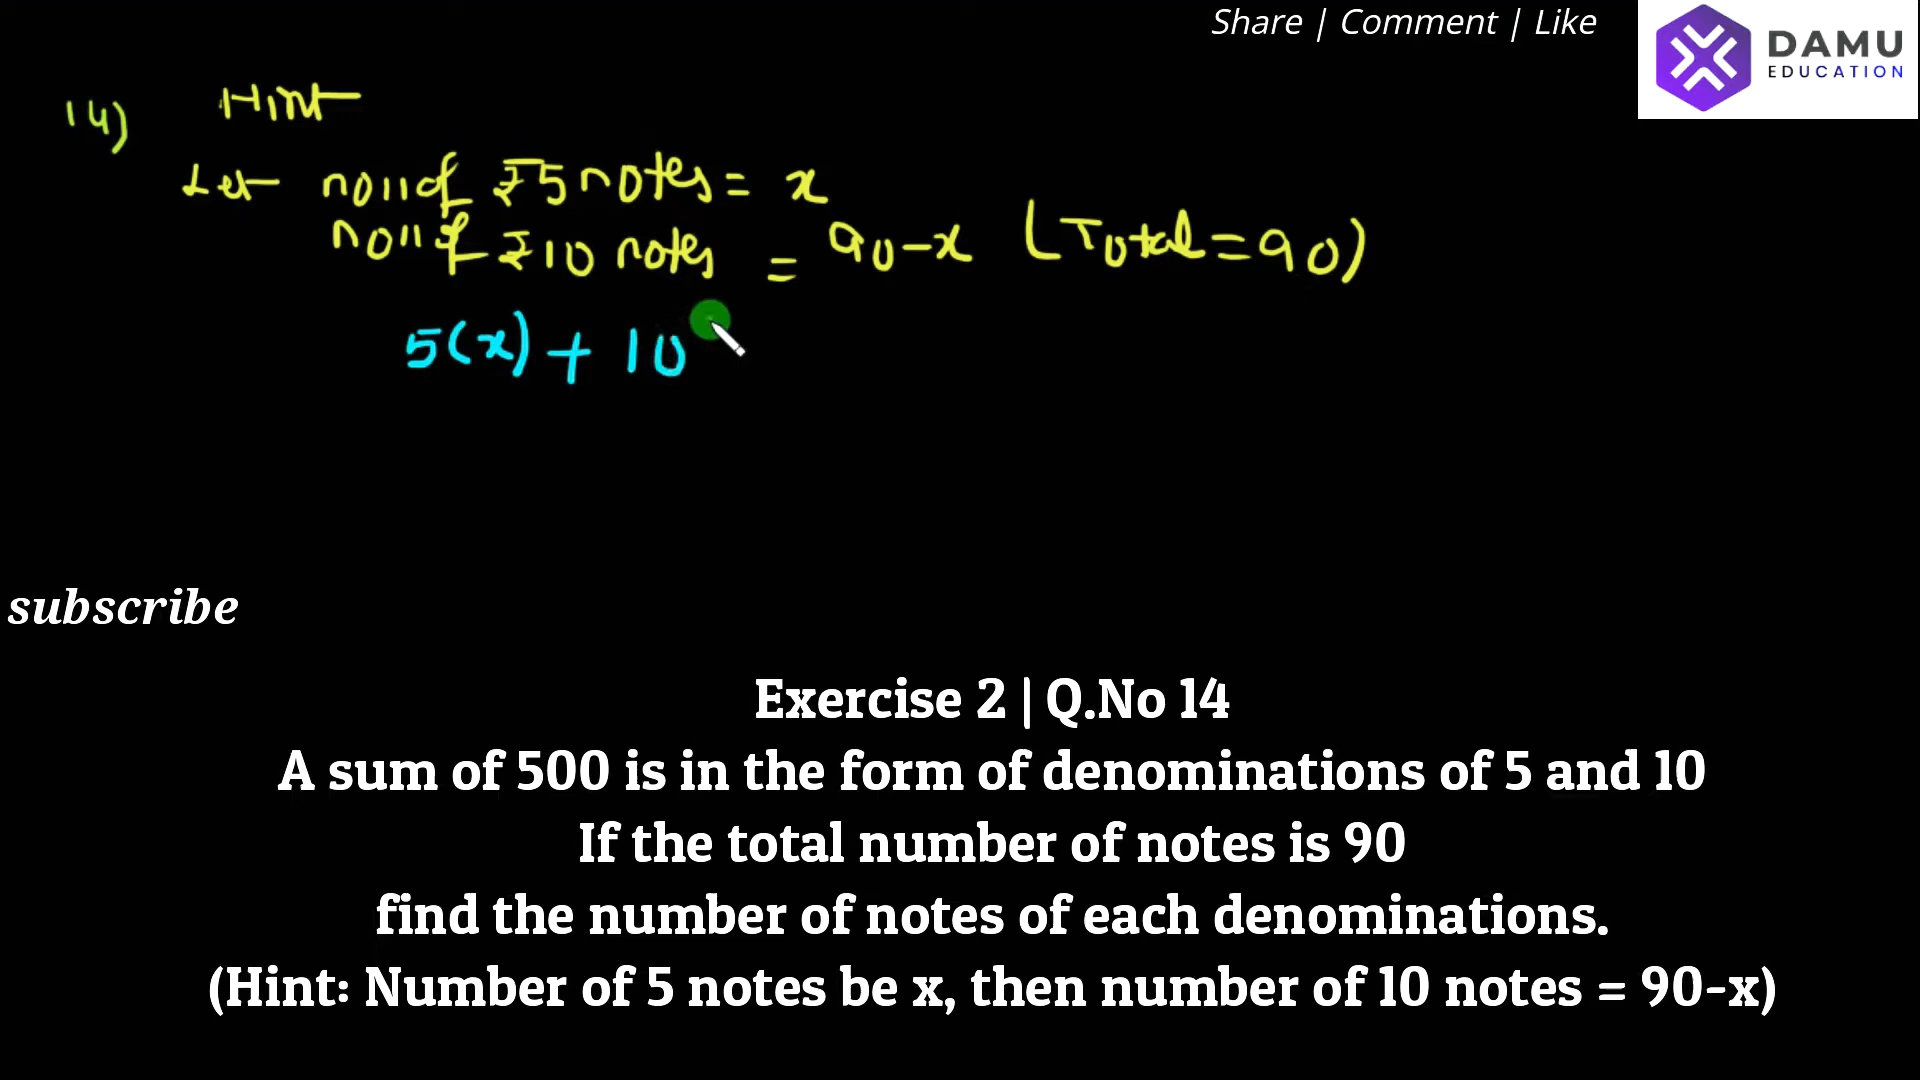 Share | Comment | Like
DAMU
EDUCATION
14) Hint
Let no" of ₹5 notes = x
no" of ₹10 notes = 90-x (Total = 90)
5(x) + 10
subscribe
Exercise 2 | Q.No 14
A sum of 500 is in the form of denominations of 5 and 10
If the total number of notes is 90
find the number of notes of each denominations.
(Hint: Number of 5 notes be x, then number of 10 notes = 90-x)